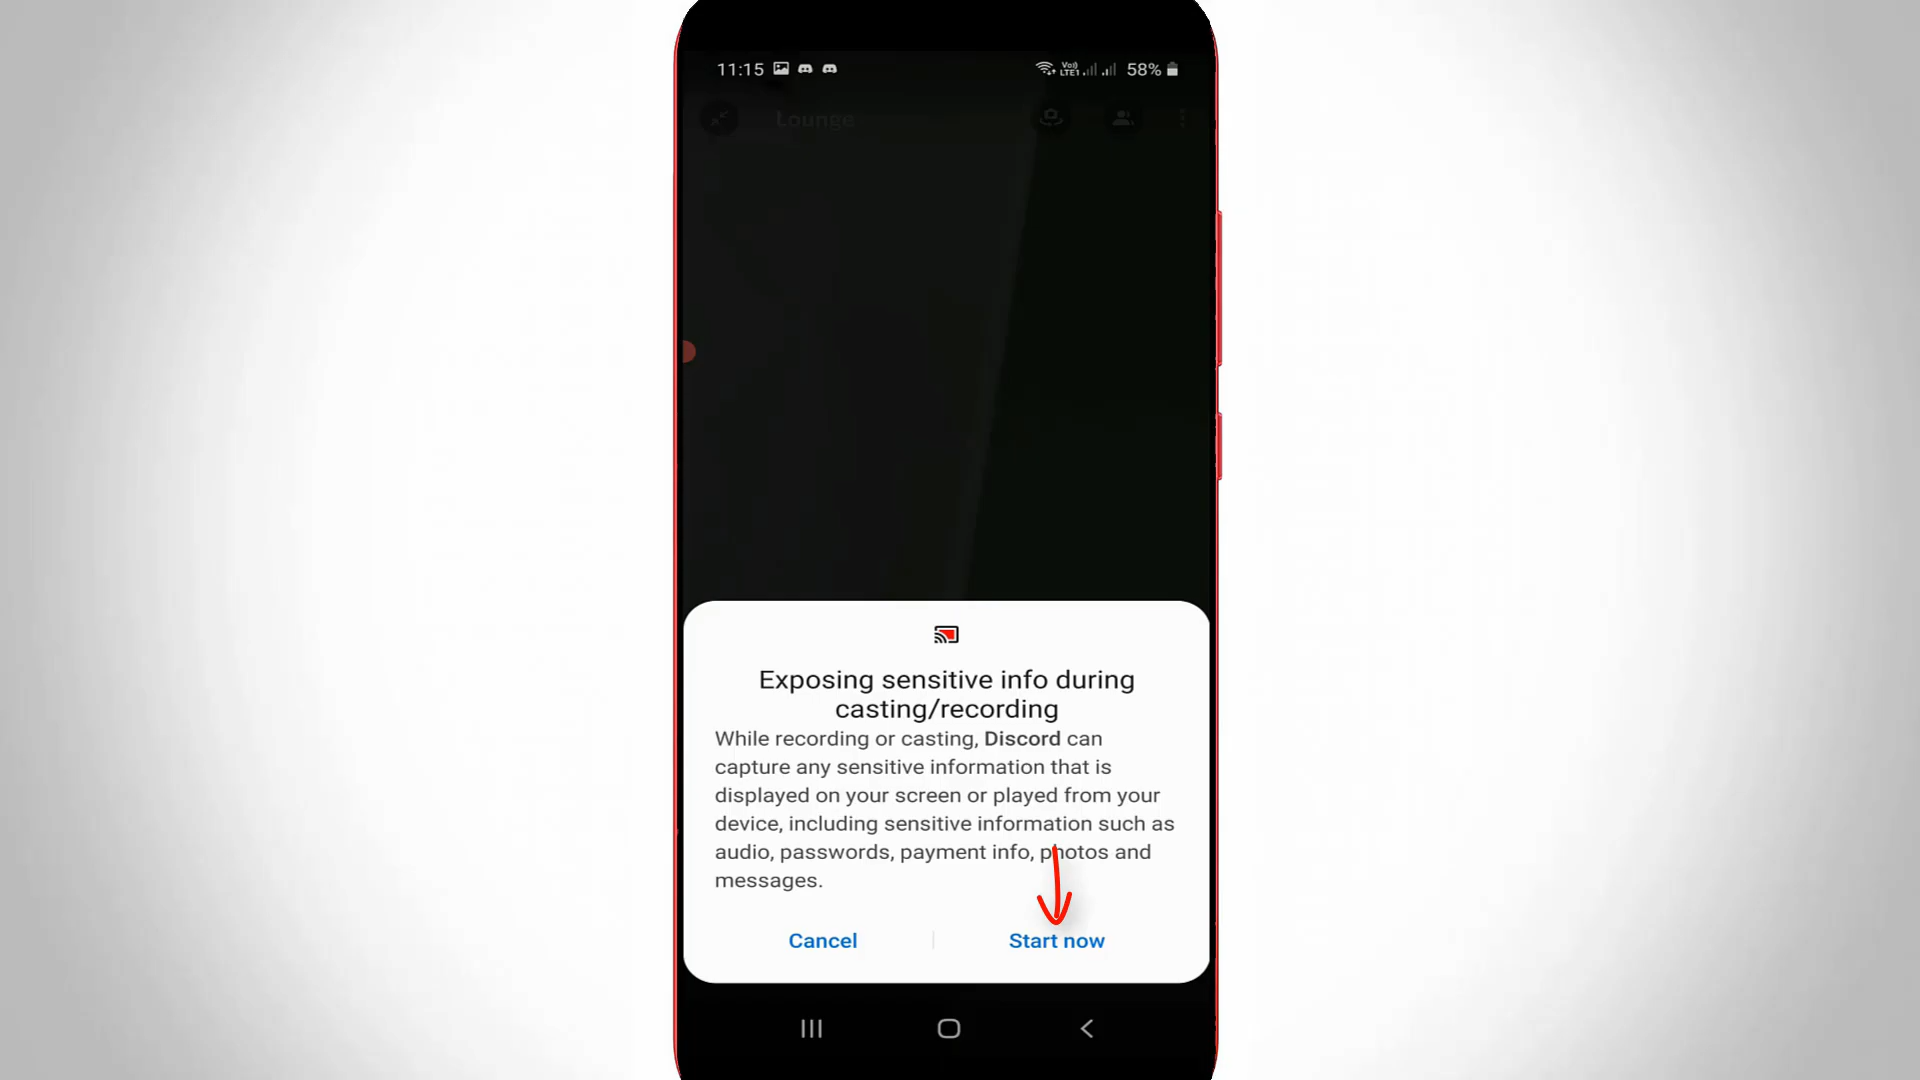 11:15 58%
Lounge
Exposing sensitive info during
casting/recording
While recording or casting, Discord can
capture any sensitive information that is
displayed on your screen or played from your
device, including sensitive information such as
audio, passwords, payment info, photos and
messages.
Cancel Start now